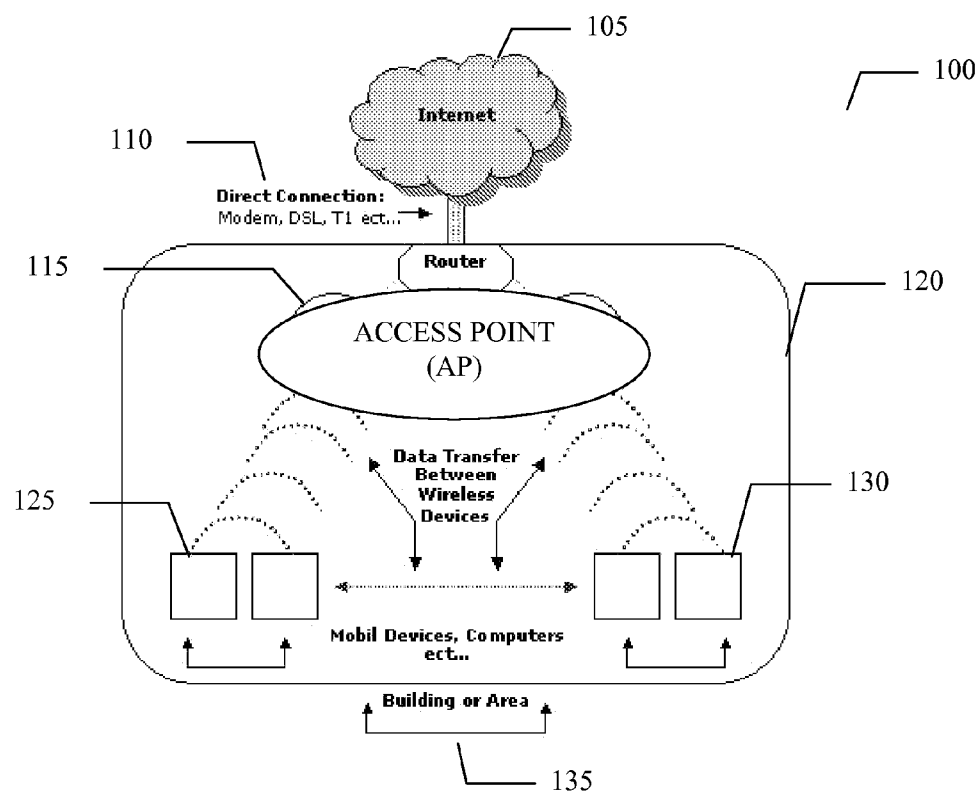 105
100
Internet
110
Direct Connection:
Modem, DSL, T1 ect...
Router
115
120
ACCESS POINT
(AP)
Data Transfer
Between
Wireless
Devices
125
130
Mobil Devices, Computers
ect...
Building or Area
135